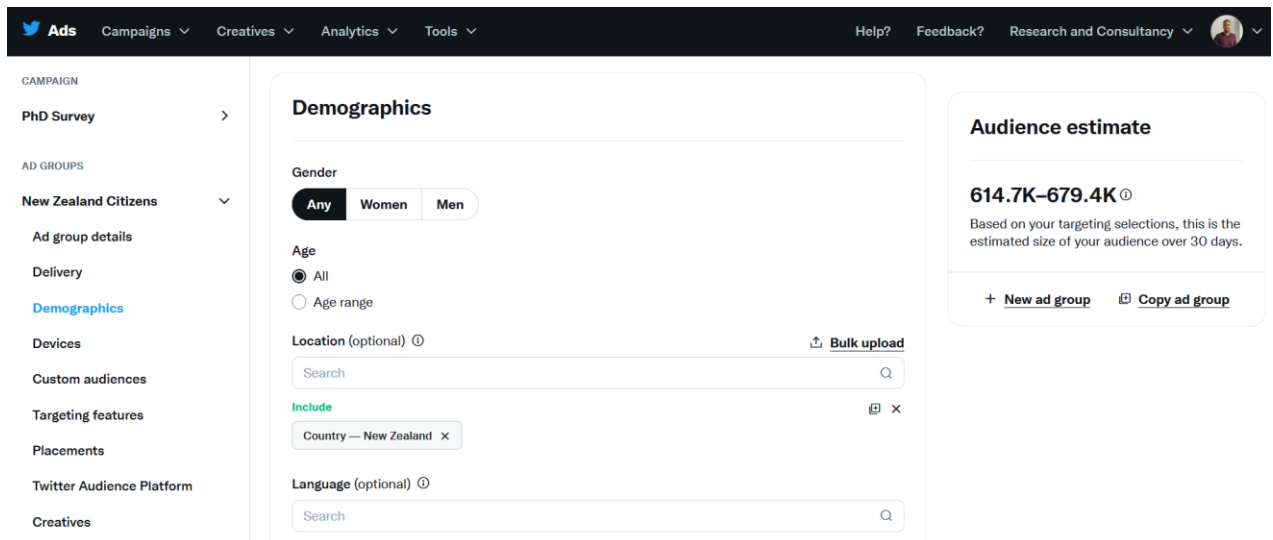 Ads Campaigns Creatives Analytics Tools Help? Feedback? Research and Consultancy
CAMPAIGN
PhD Survey
AD GROUPS
New Zealand Citizens
Ad group details
Delivery
Demographics
Devices
Custom audiences
Targeting features
Placements
Twitter Audience Platform
Creatives
Demographics
Gender
Any Women Men
Age
All
Age range
Location (optional) Bulk upload
Search
Include
Country — New Zealand
Language (optional)
Search
Audience estimate
614.7K–679.4K
Based on your targeting selections, this is the
estimated size of your audience over 30 days.
+ New ad group Copy ad group